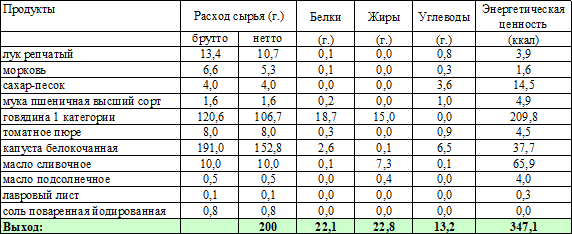 Продукты Расход сырья (г.) Белки Жиры Углеводы Энергетическая ценность
брутто нетто (г.) (г.) (г.) (ккал)
лук репчатый 13,4 10,7 0,1 0,0 0,8 3,9
морковь 6,6 5,3 0,1 0,0 0,3 1,6
сахар-песок 4,0 4,0 0,0 0,0 3,6 14,5
мука пшеничная высший сорт 1,6 1,6 0,2 0,0 1,0 4,9
говядина 1 категории 120,6 106,7 18,7 15,0 0,0 209,8
томатное пюре 8,0 8,0 0,3 0,0 0,9 4,5
капуста белокочанная 191,0 152,8 2,6 0,1 6,5 37,7
масло сливочное 10,0 10,0 0,1 7,3 0,1 65,9
масло подсолнечное 0,5 0,5 0,0 0,4 0,0 4,0
лавровый лист 0,1 0,1 0,0 0,0 0,0 0,3
соль поваренная йодированная 0,8 0,8 0,0 0,0 0,0 0,0
Выход: 200 22,1 22,8 13,2 347,1